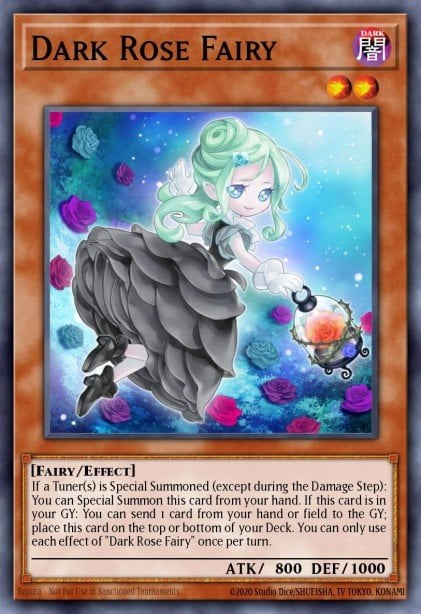 DARK ROSE FAIRY
DARK
闇
[FAIRY/EFFECT]
If a Tuner(s) is Special Summoned (except during the Damage Step):
You can Special Summon this card from your hand. If this card is in
your GY: You can send 1 card from your hand or field to the GY;
place this card on the top or bottom of your Deck. You can only use
each effect of "Dark Rose Fairy" once per turn.
ATK/ 800 DEF/1000
Replica - Not For Use in Sanctioned Tournaments
©2020 Studio Dice/SHUEISHA, TV TOKYO, KONAMI